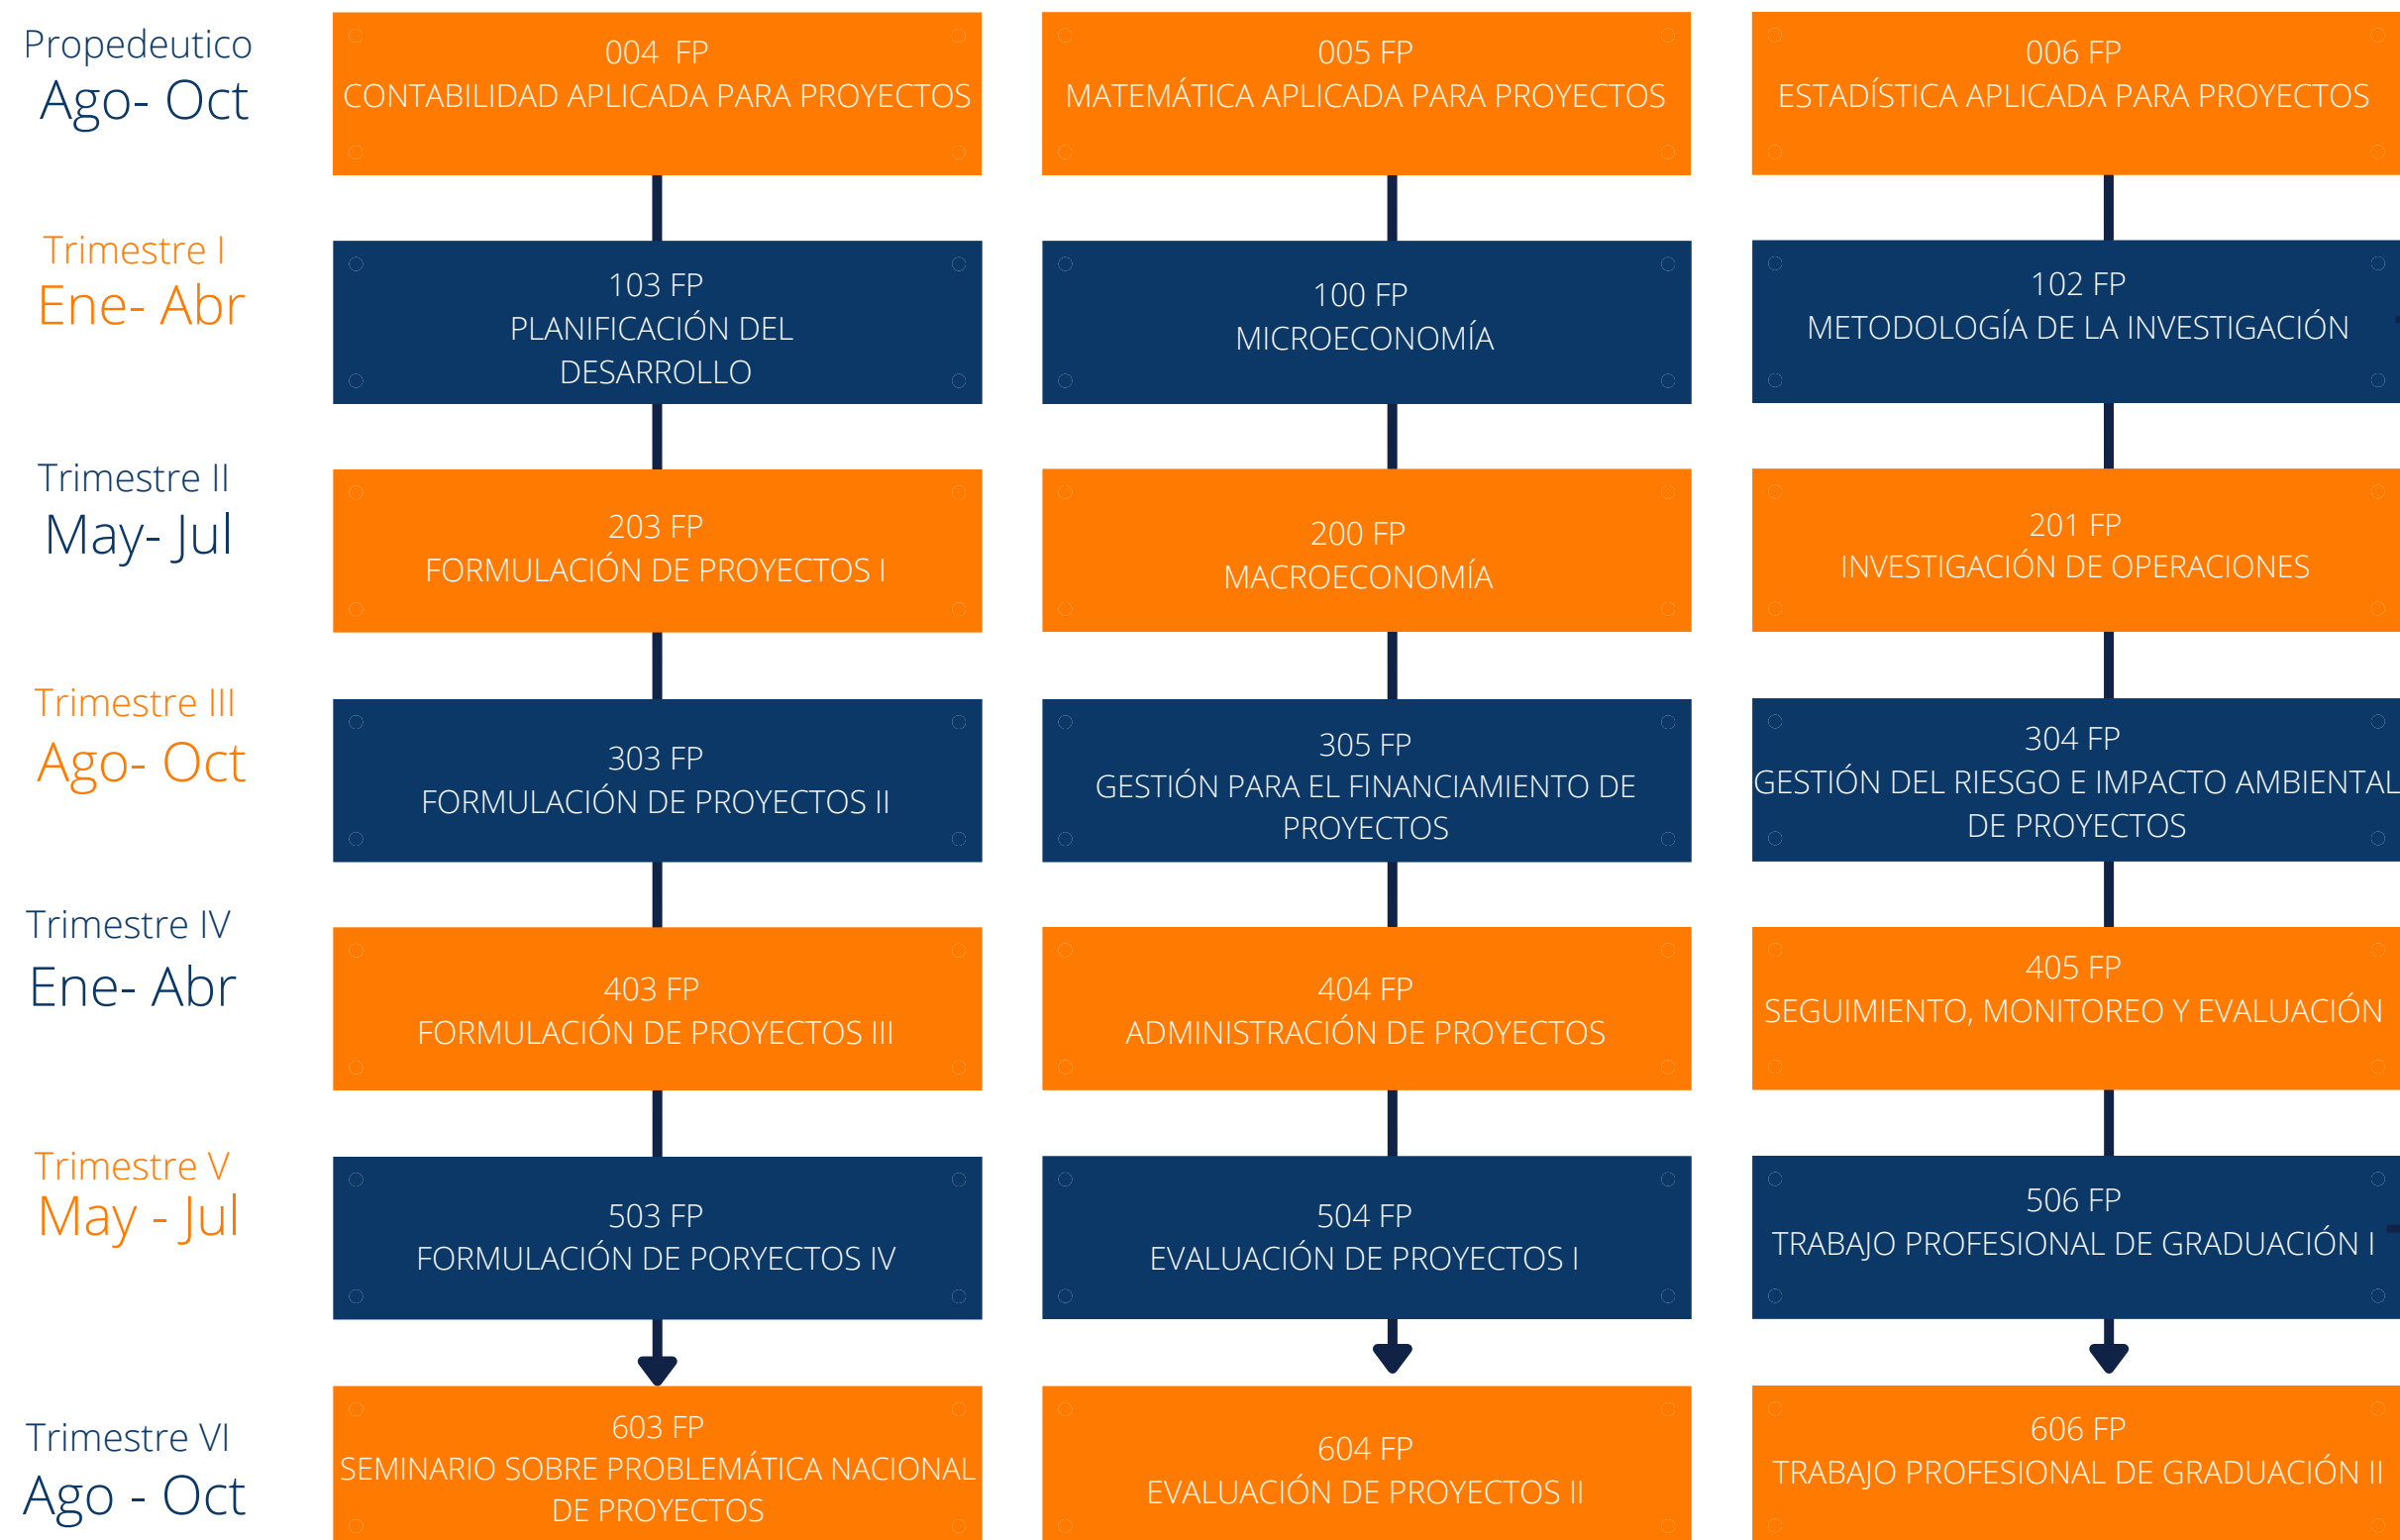 Propedeutico
Ago- Oct
004 FP
CONTABILIDAD APLICADA PARA PROYECTOS
005 FP
MATEMÁTICA APLICADA PARA PROYECTOS
006 FP
ESTADÍSTICA APLICADA PARA PROYECTOS
Trimestre I
Ene- Abr
103 FP
PLANIFICACIÓN DEL
DESARROLLO
100 FP
MICROECONOMÍA
102 FP
METODOLOGÍA DE LA INVESTIGACIÓN
Trimestre II
May- Jul
203 FP
FORMULACIÓN DE PROYECTOS I
200 FP
MACROECONOMÍA
201 FP
INVESTIGACIÓN DE OPERACIONES
Trimestre III
Ago- Oct
303 FP
FORMULACIÓN DE PROYECTOS II
305 FP
GESTIÓN PARA EL FINANCIAMIENTO DE
PROYECTOS
304 FP
GESTIÓN DEL RIESGO E IMPACTO AMBIENTAL
DE PROYECTOS
Trimestre IV
Ene- Abr
403 FP
FORMULACIÓN DE PROYECTOS III
404 FP
ADMINISTRACIÓN DE PROYECTOS
405 FP
SEGUIMIENTO, MONITOREO Y EVALUACIÓN
Trimestre V
May - Jul
503 FP
FORMULACIÓN DE PORYECTOS IV
504 FP
EVALUACIÓN DE PROYECTOS I
506 FP
TRABAJO PROFESIONAL DE GRADUACIÓN I
Trimestre VI
Ago - Oct
603 FP
SEMINARIO SOBRE PROBLEMÁTICA NACIONAL
DE PROYECTOS
604 FP
EVALUACIÓN DE PROYECTOS II
606 FP
TRABAJO PROFESIONAL DE GRADUACIÓN II